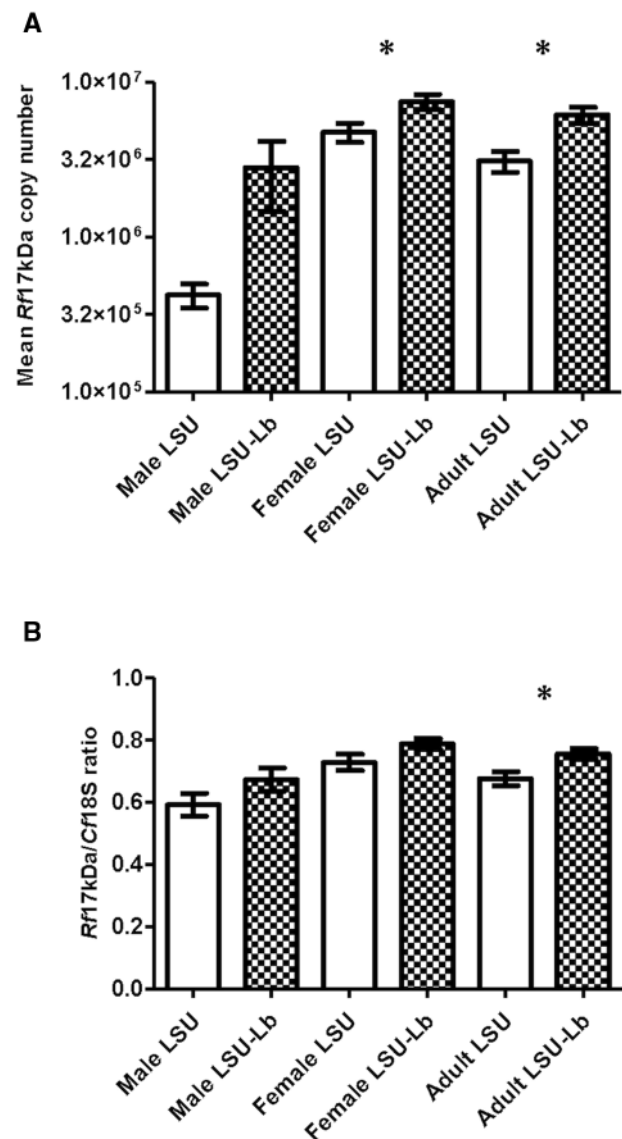 A
* *
Mean Rf17kDa copy number
1.0×10⁷
3.2×10⁶
1.0×10⁶
3.2×10⁵
1.0×10⁵
Male LSU
Male LSU-Lb
Female LSU
Female LSU-Lb
Adult LSU
Adult LSU-Lb
B
*
Rf17kDa/Cf18S ratio
1.0
0.8
0.6
0.4
0.2
0.0
Male LSU
Male LSU-Lb
Female LSU
Female LSU-Lb
Adult LSU
Adult LSU-Lb